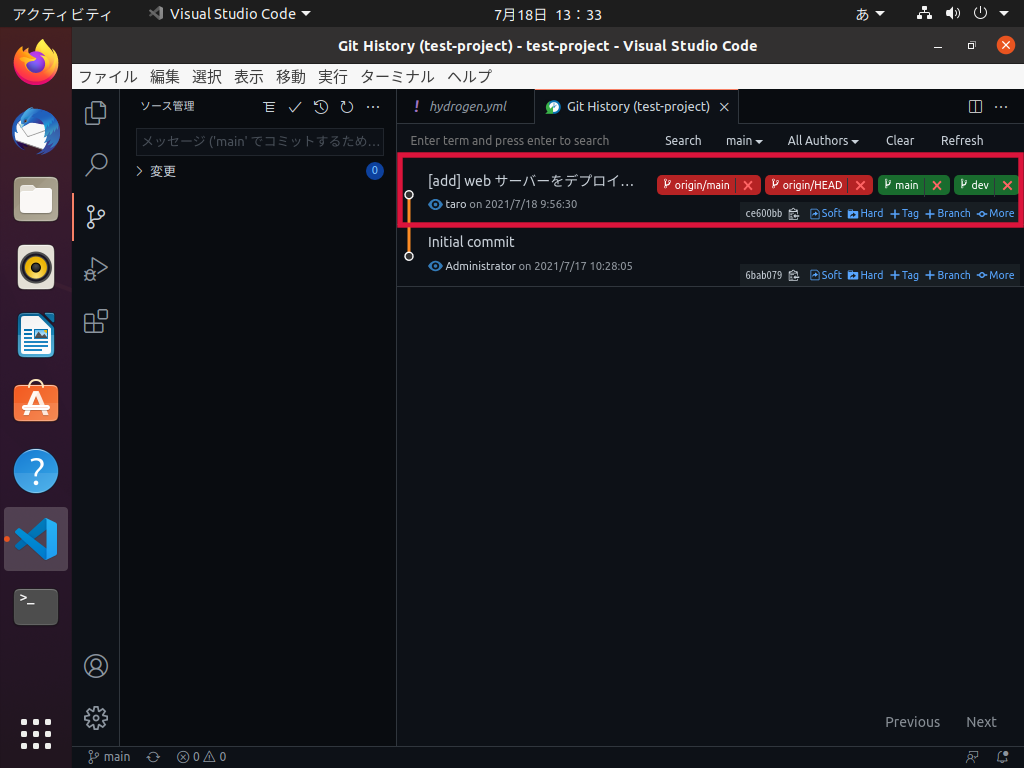 アクティビティ Visual Studio Code 7月18日 13：33 あ
Git History (test-project) - test-project - Visual Studio Code
ファイル 編集 選択 表示 移動 実行 ターミナル ヘルプ
ソース管理
メッセージ ('main' でコミットするため...
変更 0
! hydrogen.yml Git History (test-project)
Enter term and press enter to search Search main All Authors Clear Refresh
[add] web サーバーをデプロイ... origin/main origin/HEAD main dev
taro on 2021/7/18 9:56:30
ce600bb Soft Hard +Tag +Branch More
Initial commit
Administrator on 2021/7/17 10:28:05
6bab079 Soft Hard +Tag +Branch More
Previous Next
main 0 0